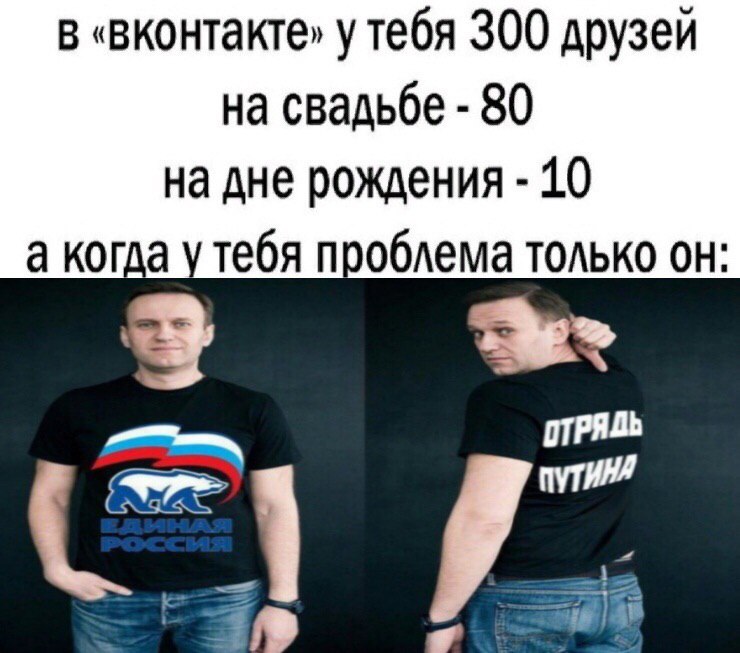 в «вконтакте» у тебя 300 друзей
на свадьбе - 80
на дне рождения - 10
а когда у тебя проблема только он:
ЕДИНАЯ
РОССИЯ
ОТРЯДЬ
ПУТИНА